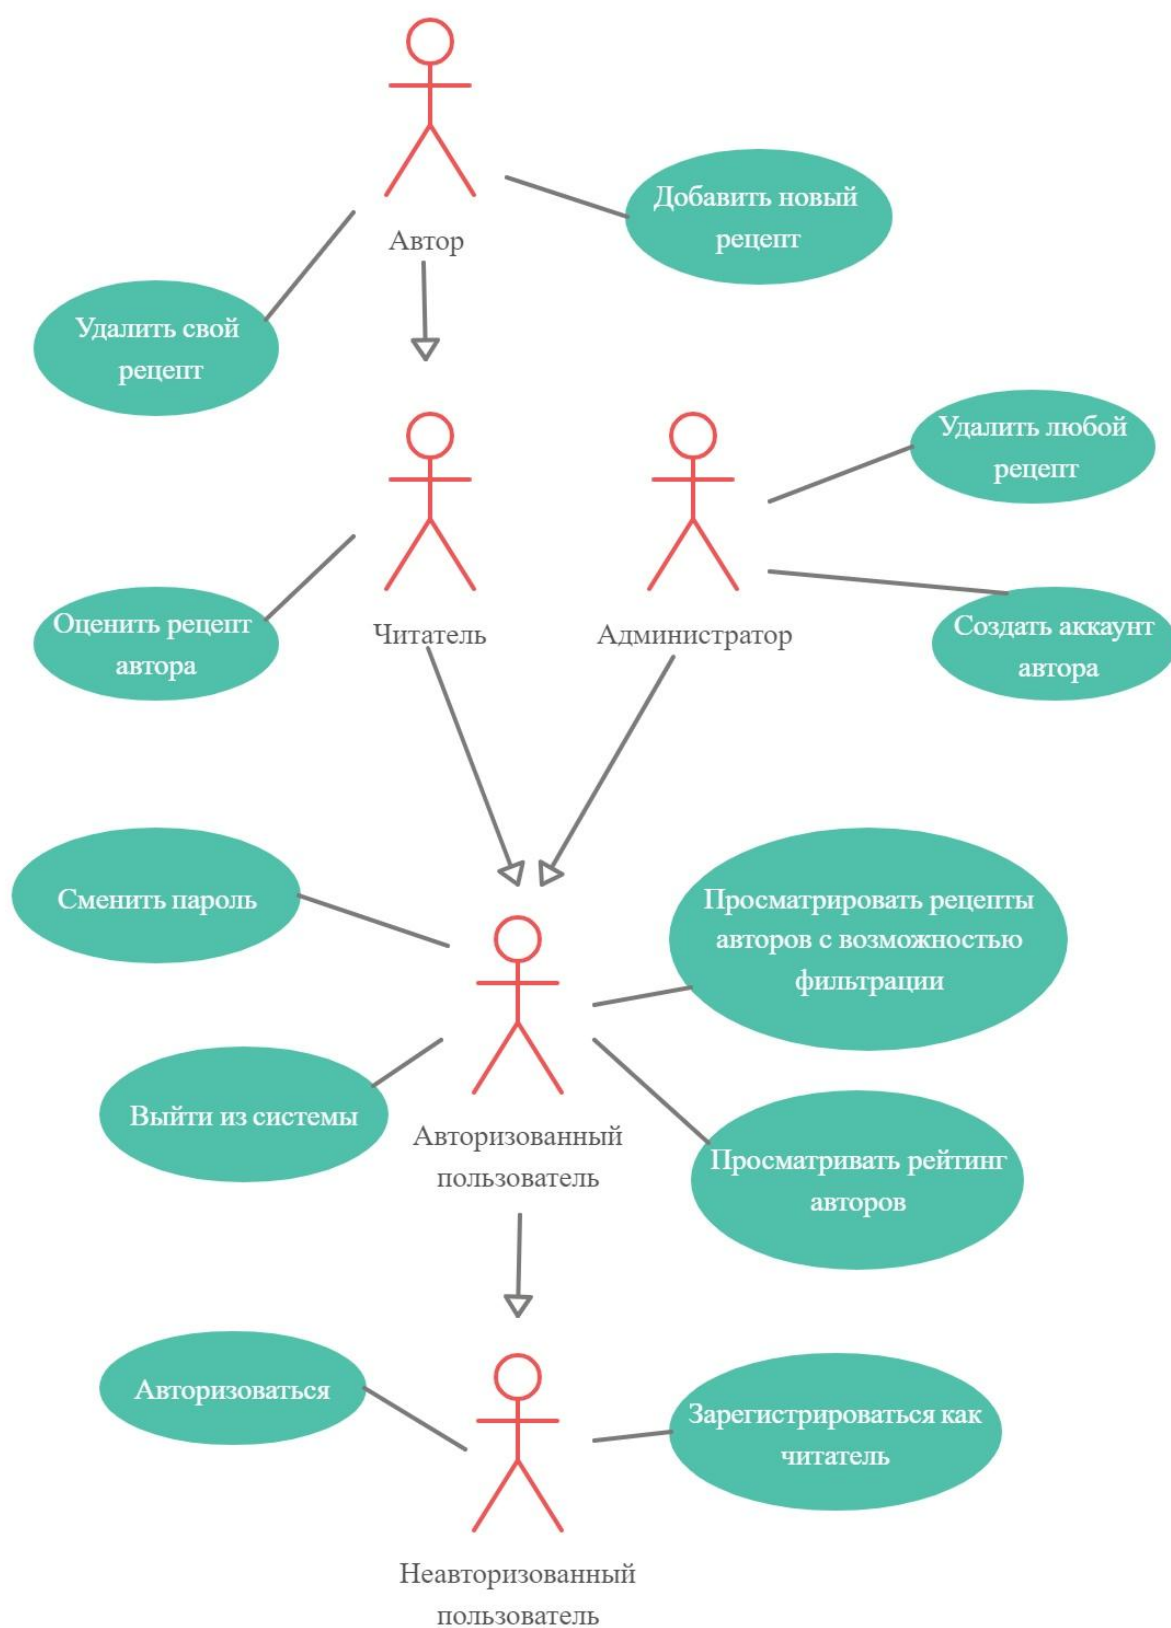 Автор
Добавить новый
рецепт
Удалить свой
рецепт
Читатель
Администратор
Удалить любой
рецепт
Оценить рецепт
автора
Создать аккаунт
автора
Сменить пароль
Просматрировать рецепты
авторов с возможностью
фильтрации
Выйти из системы
Авторизованный
пользователь
Просматривать рейтинг
авторов
Авторизоваться
Зарегистрироваться как
читатель
Неавторизованный
пользователь